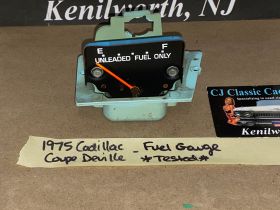 Kenilworth, NJ
E F
UNLEADED FUEL ONLY
CJ Classic Ca
Kenilw
1975 Cadillac - Fuel Gauge
Coupe Deville *Tested*